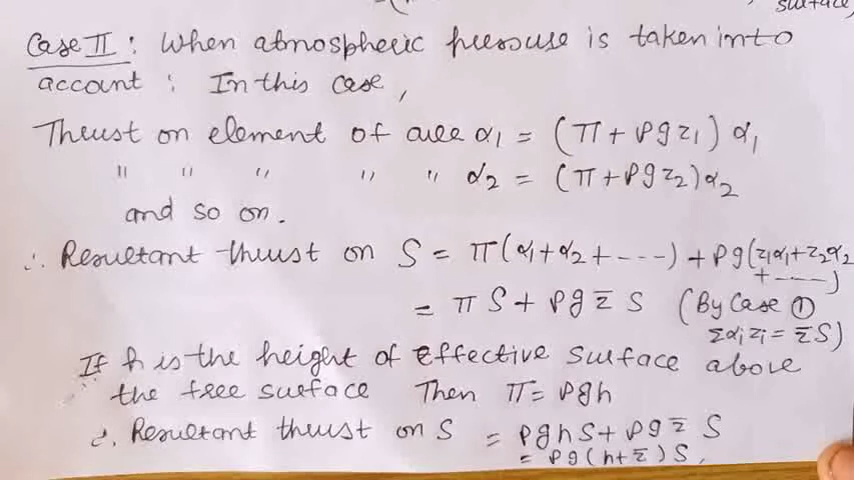 surface)
Case II : When atmospheric pressure is taken into
account : In this case,
Thrust on element of area α1 = (Π + ρgz1) α1
" " " " " α2 = (Π + ρgz2)α2
and so on.
∴ Resultant thrust on S = Π(α1+α2+----) + ρg(z1α1+z2α2
+-----)
= Π S + ρg z̄ S (By Case ①
Σαizi = z̄ S)
If h is the height of Effective Surface above
the free surface Then Π = ρgh
∴ Resultant thrust on S = ρghS + ρg z̄ S
= ρg(h+z̄)S.